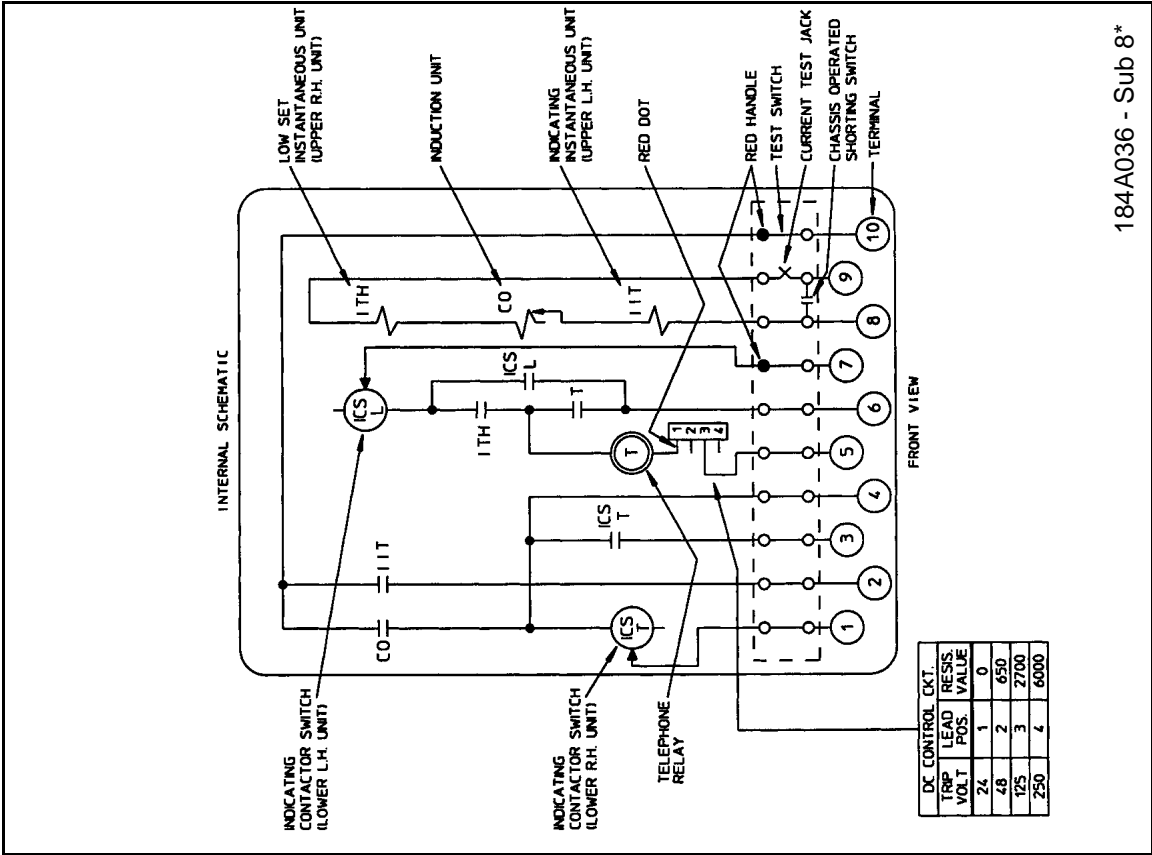 INTERNAL SCHEMATIC
LOW SET
INSTANTANEOUS UNIT
(UPPER R.H. UNIT)
INDUCTION UNIT
INDICATING
INSTANTANEOUS UNIT
(UPPER L.H. UNIT)
RED DOT
RED HANDLE
TEST SWITCH
CURRENT TEST JACK
CHASSIS OPERATED
SHORTING SWITCH
TERMINAL
INDICATING
CONTACTOR SWITCH
(LOWER L.H. UNIT)
INDICATING
CONTACTOR SWITCH
(LOWER R.H. UNIT)
TELEPHONE
RELAY
CO
IIT
ICS
L
ITH
ICS
L
T
ITH
CO
IIT
ICS
T
ICS
T
T
1
2
3
4
1
2
3
4
5
6
7
8
9
10
FRONT VIEW
DC CONTROL CKT.
TRIP VOLT LEAD POS. RESIS. VALUE
24 1 0
48 2 650
125 3 2700
250 4 6000
184A036 - Sub 8*